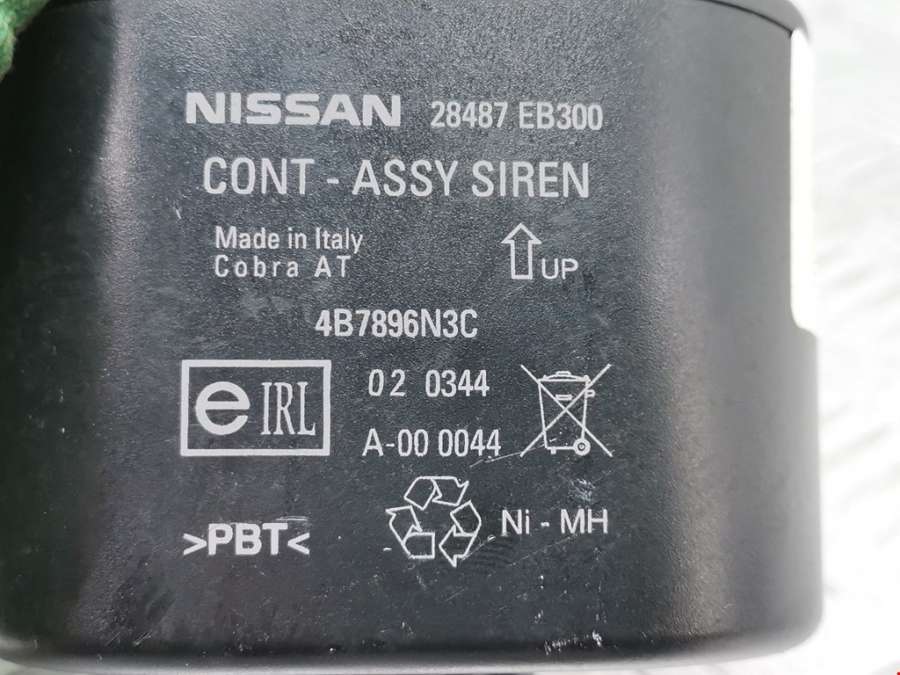 NISSAN 28487 EB300
CONT - ASSY SIREN
Made in Italy
Cobra AT
UP
4B7896N3C
e IRL
02 0344
A-00 0044
>PBT<
Ni - MH